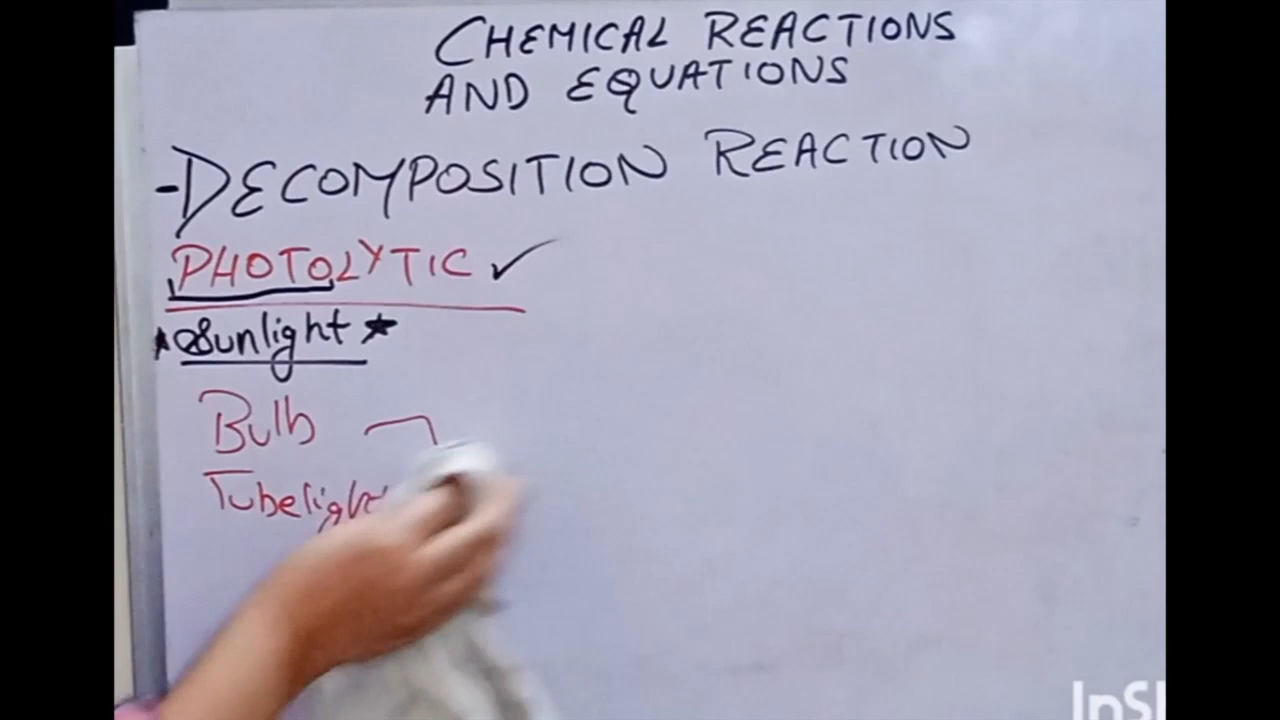 CHEMICAL REACTIONS
AND EQUATIONS
-DECOMPOSITION REACTION
PHOTOLYTIC ✓
*Sunlight*
Bulb